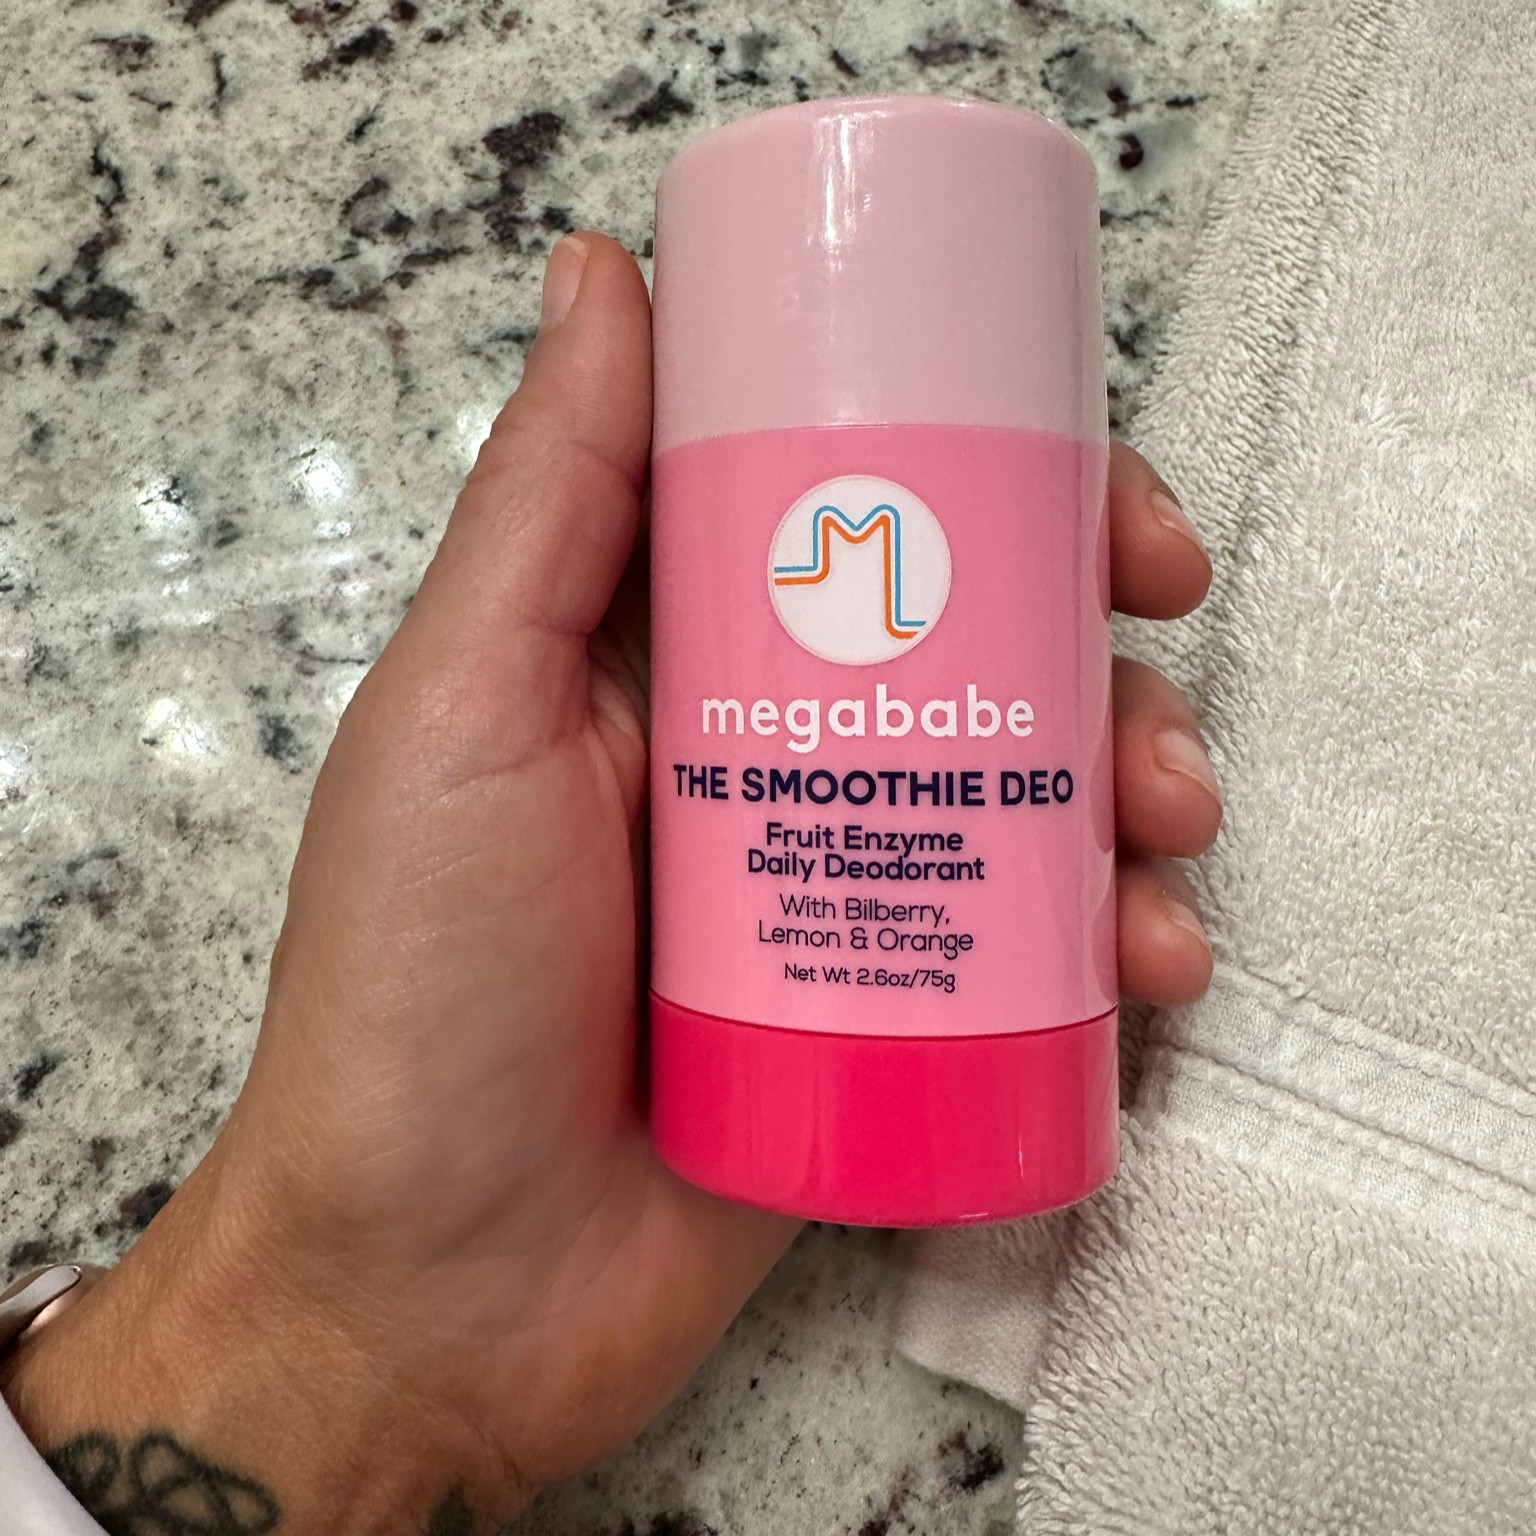 megababe
THE SMOOTHIE DEO
Fruit Enzyme
Daily Deodorant
With Bilberry,
Lemon & Orange
Net Wt 2.6oz/75g